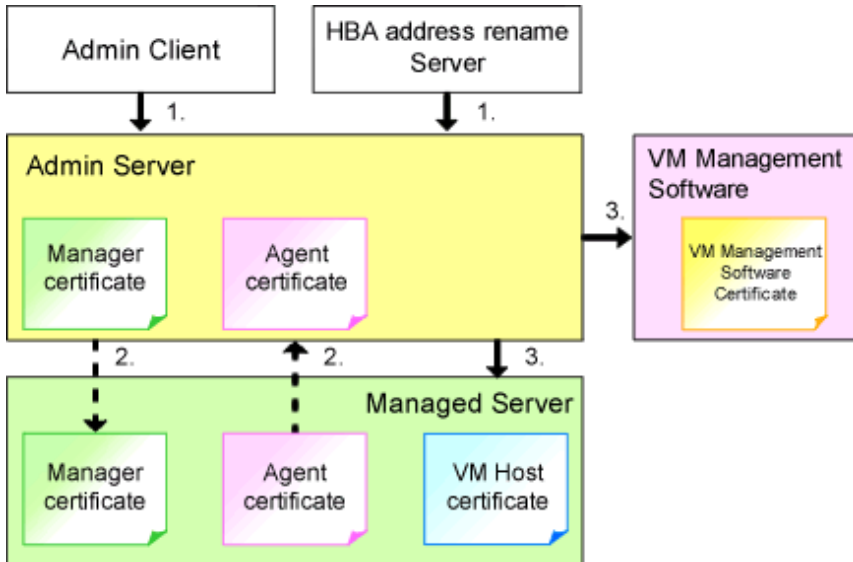 Admin Client
HBA address rename
Server
1.
1.
Admin Server
VM Management
Software
3.
Manager
certificate
Agent
certificate
VM Management
Software
Certificate
2.
2.
3.
Managed Server
Manager
certificate
Agent
certificate
VM Host
certificate